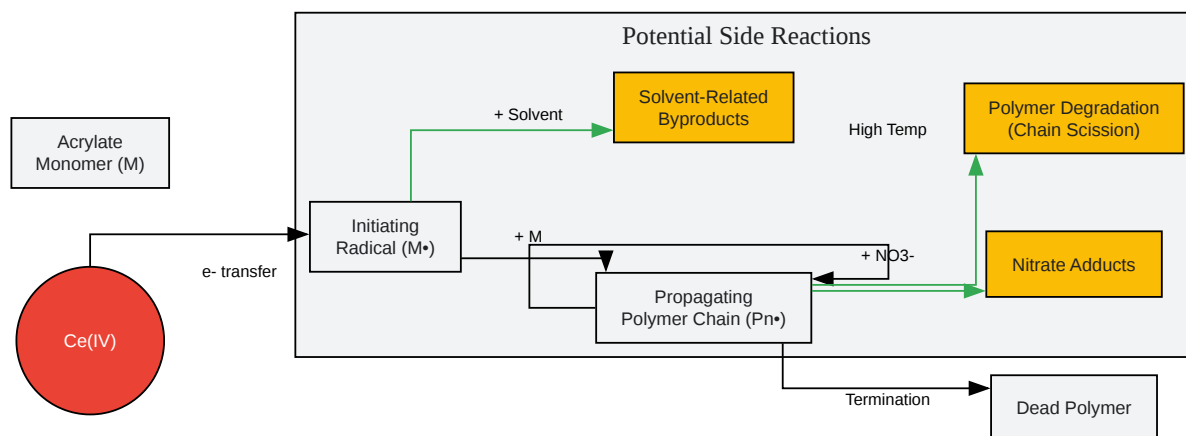 Potential Side Reactions
Solvent-Related
Byproducts
+ Solvent
High Temp
Polymer Degradation
(Chain Scission)
Acrylate
Monomer (M)
Initiating
Radical (M•)
+ M
+ NO3-
Nitrate Adducts
e- transfer
Propagating
Polymer Chain (Pn•)
Ce(IV)
Termination
Dead Polymer